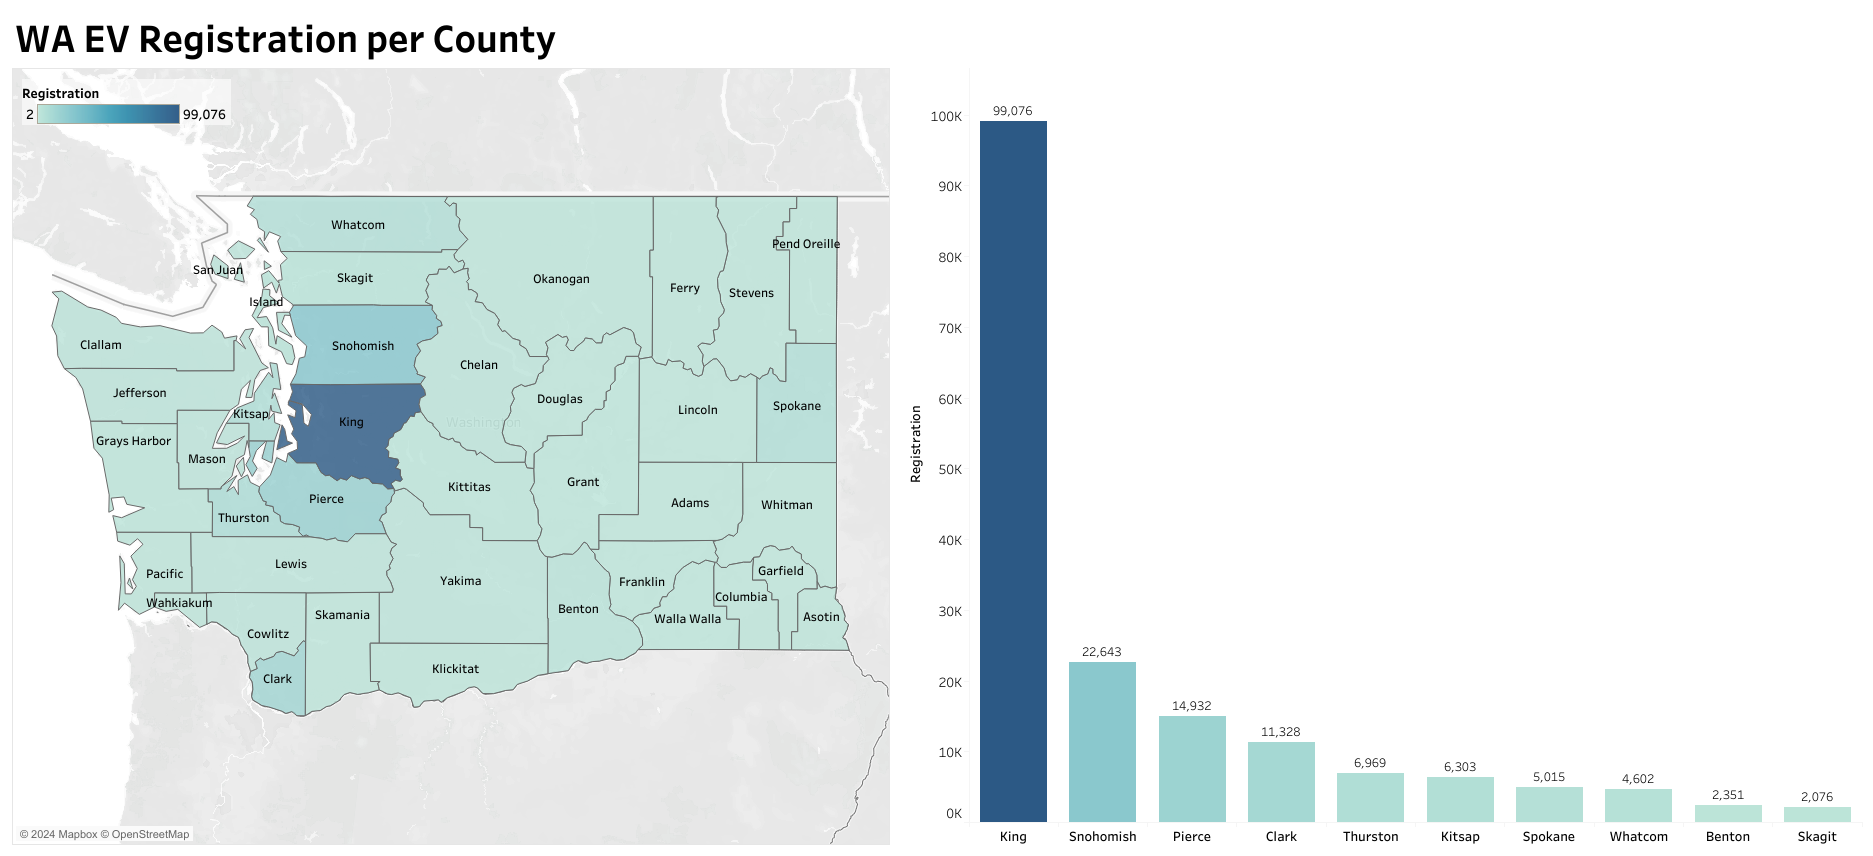 WA EV Registration per County
Registration
2 99,076
Whatcom
Pend Oreille
San Juan
Skagit
Okanogan
Ferry
Stevens
Island
Clallam
Snohomish
Chelan
Jefferson
Douglas
Lincoln
Spokane
Kitsap
King
Washington
Grays Harbor
Mason
Kittitas
Grant
Pierce
Adams
Whitman
Thurston
Lewis
Pacific
Yakima
Franklin
Garfield
Wahkiakum
Columbia
Skamania
Benton
Walla Walla
Asotin
Cowlitz
Klickitat
Clark
© 2024 Mapbox © OpenStreetMap
Registration
100K
90K
80K
70K
60K
50K
40K
30K
20K
10K
0K
99,076
22,643
14,932
11,328
6,969
6,303
5,015
4,602
2,351
2,076
King Snohomish Pierce Clark Thurston Kitsap Spokane Whatcom Benton Skagit